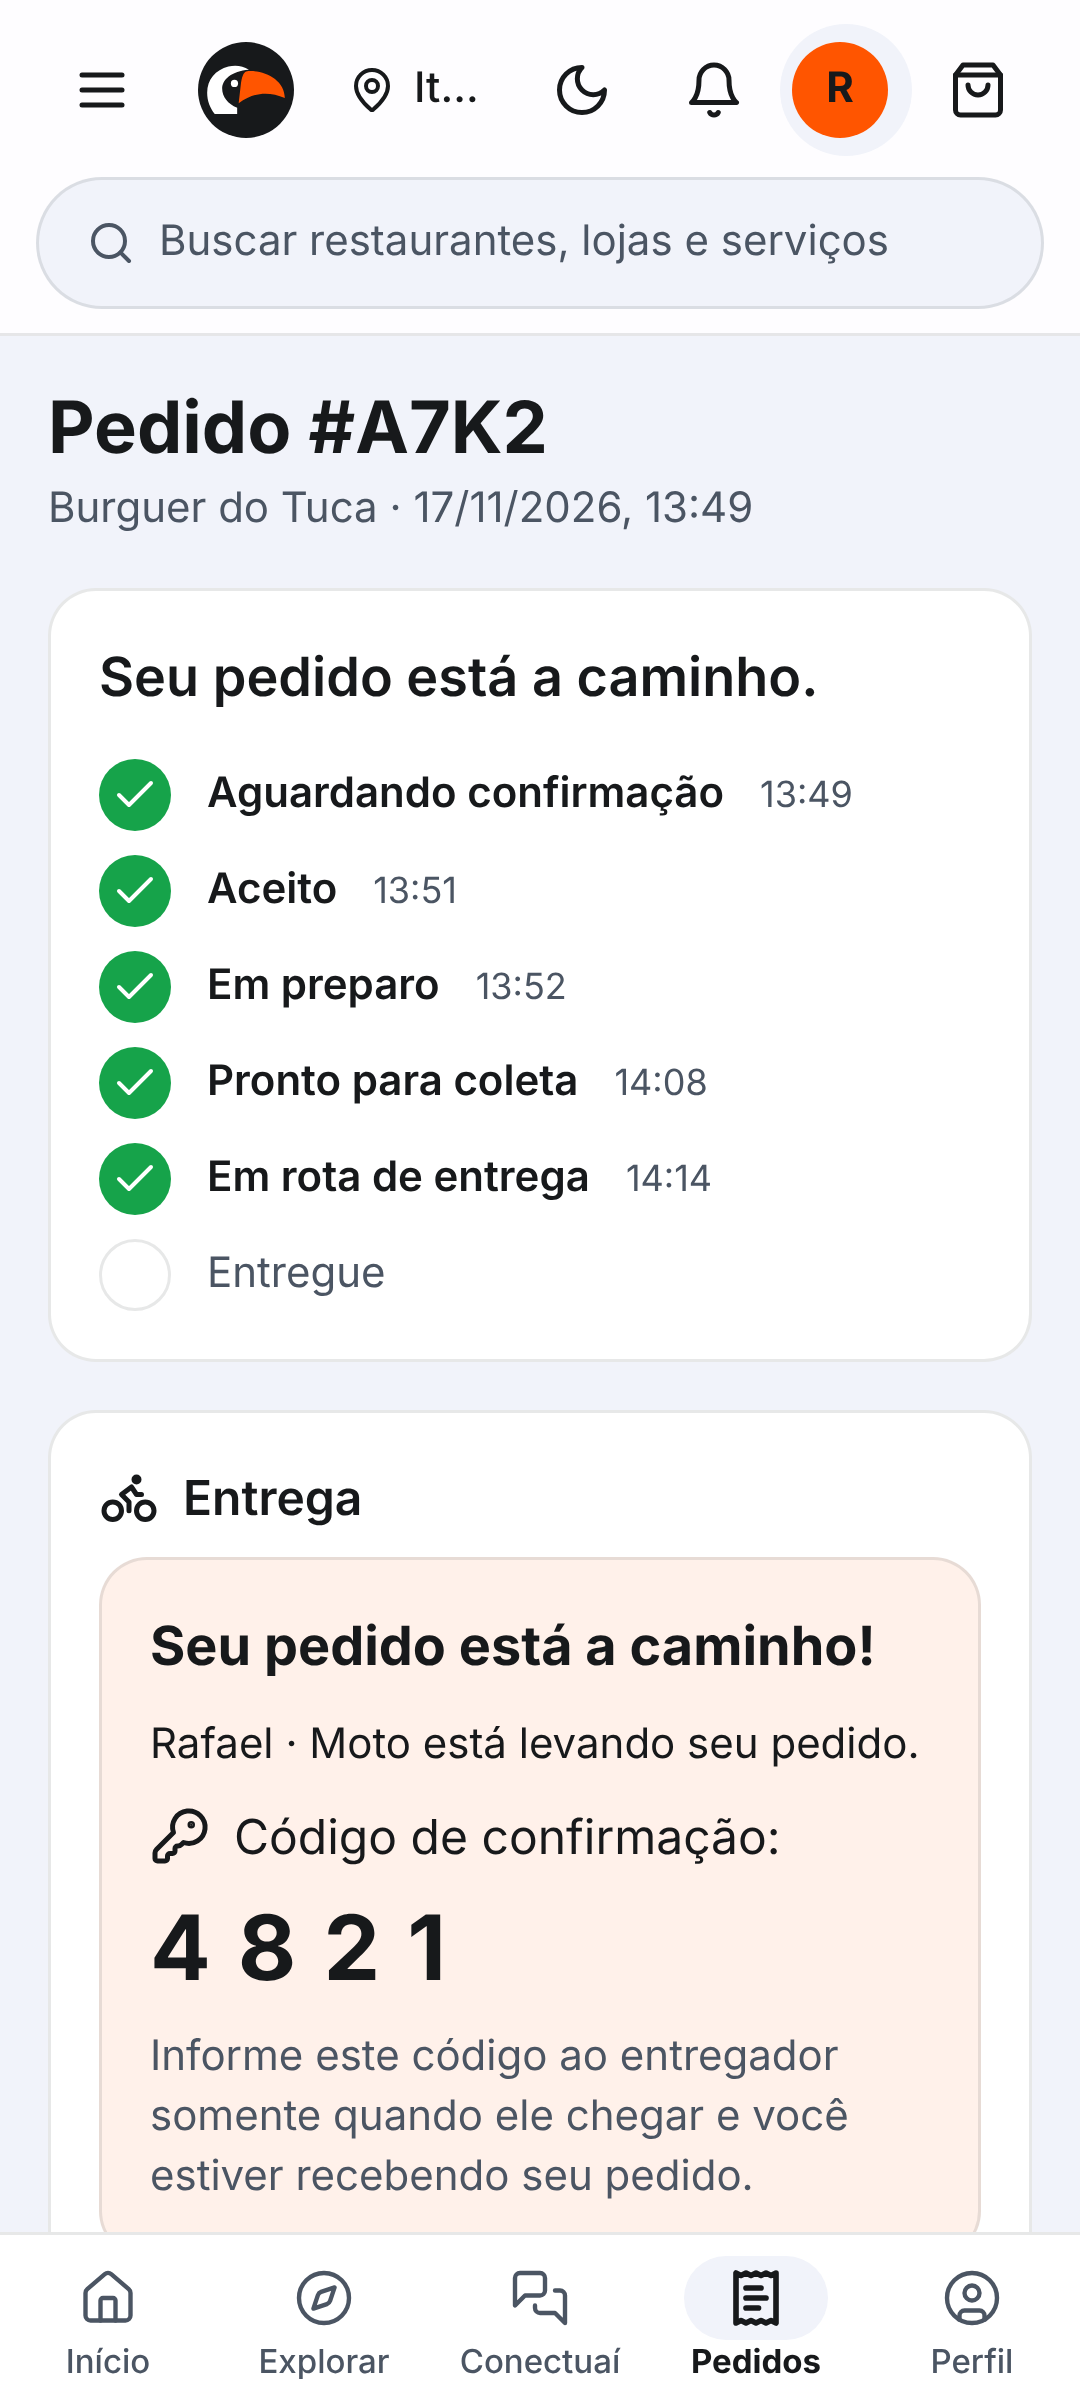 It...
R
Buscar restaurantes, lojas e serviços
Pedido #A7K2
Burguer do Tuca · 17/11/2026, 13:49
Seu pedido está a caminho.
Aguardando confirmação 13:49
Aceito 13:51
Em preparo 13:52
Pronto para coleta 14:08
Em rota de entrega 14:14
Entregue
Entrega
Seu pedido está a caminho!
Rafael · Moto está levando seu pedido.
Código de confirmação:
4 8 2 1
Informe este código ao entregador
somente quando ele chegar e você
estiver recebendo seu pedido.
Início Explorar Conectuaí Pedidos Perfil